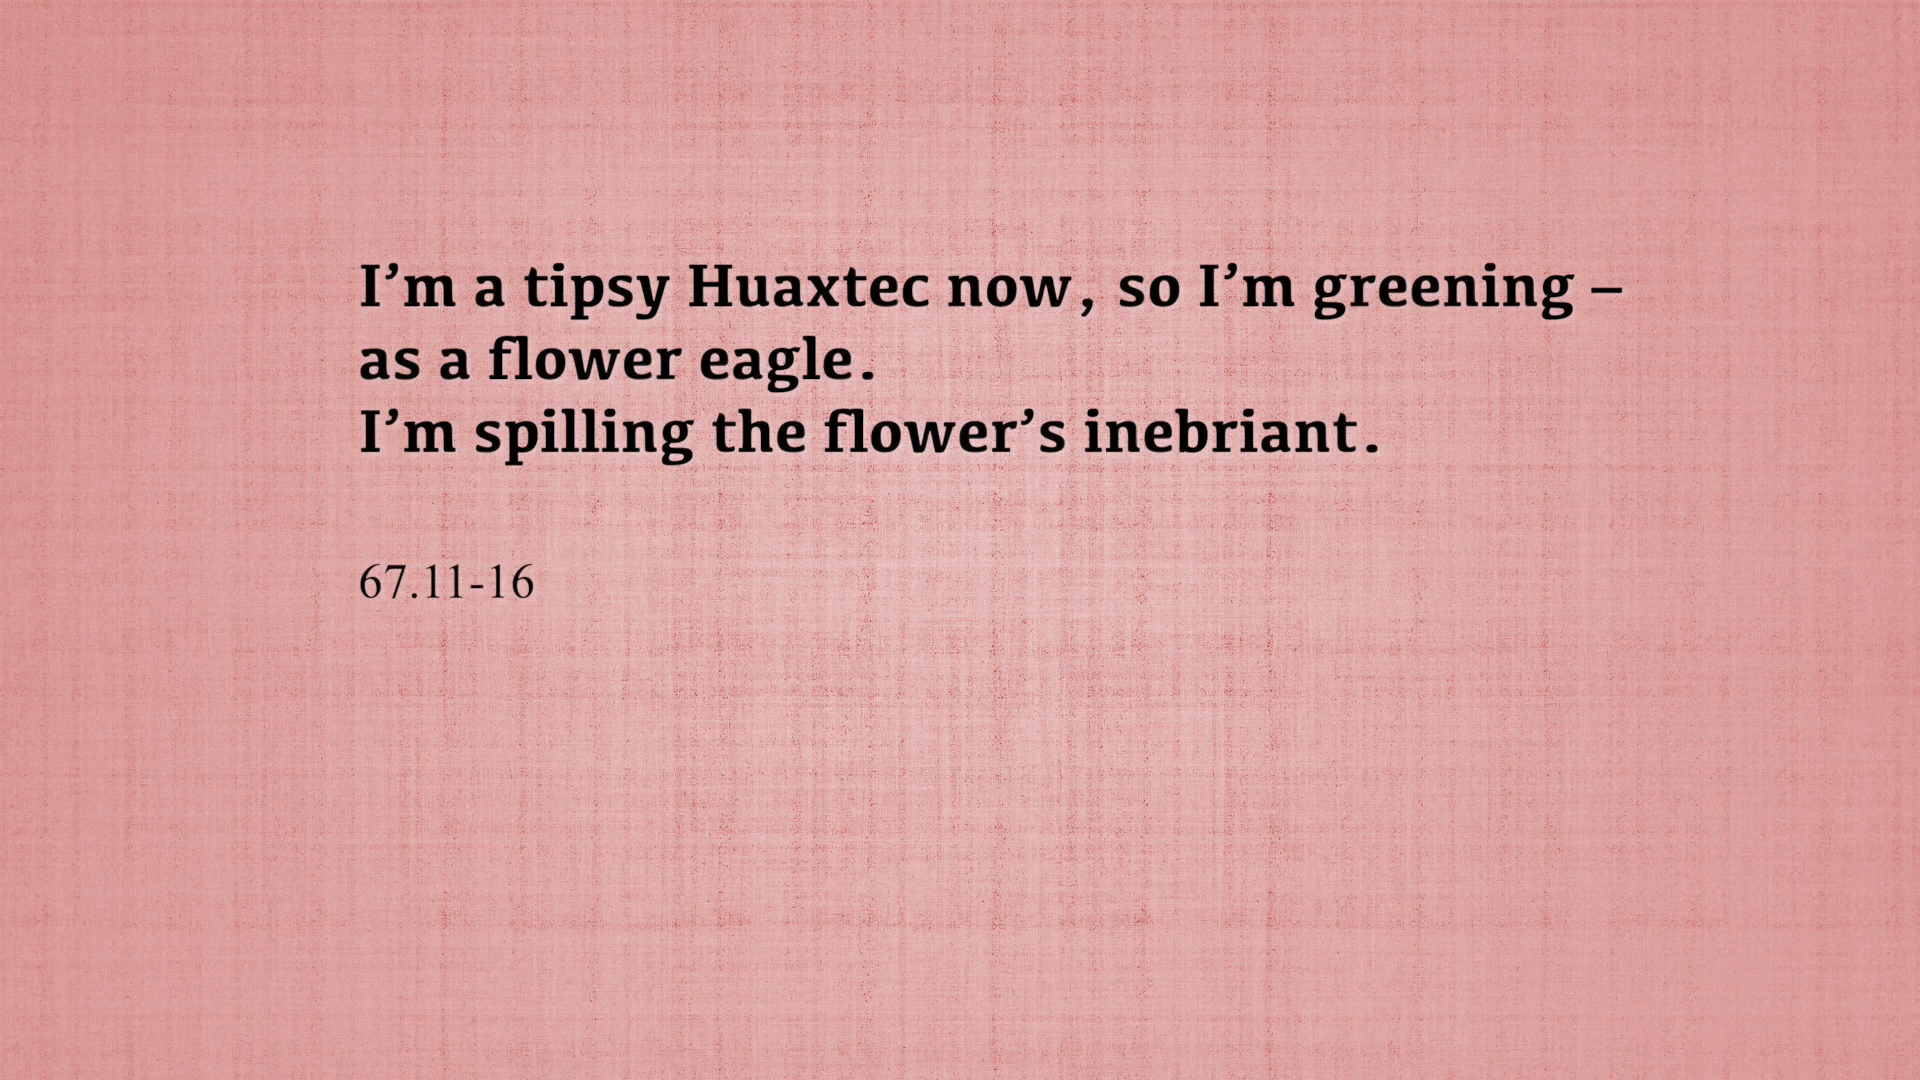 I’m a tipsy Huaxtec now, so I’m greening –
as a flower eagle.
I’m spilling the flower’s inebriant.
67.11-16